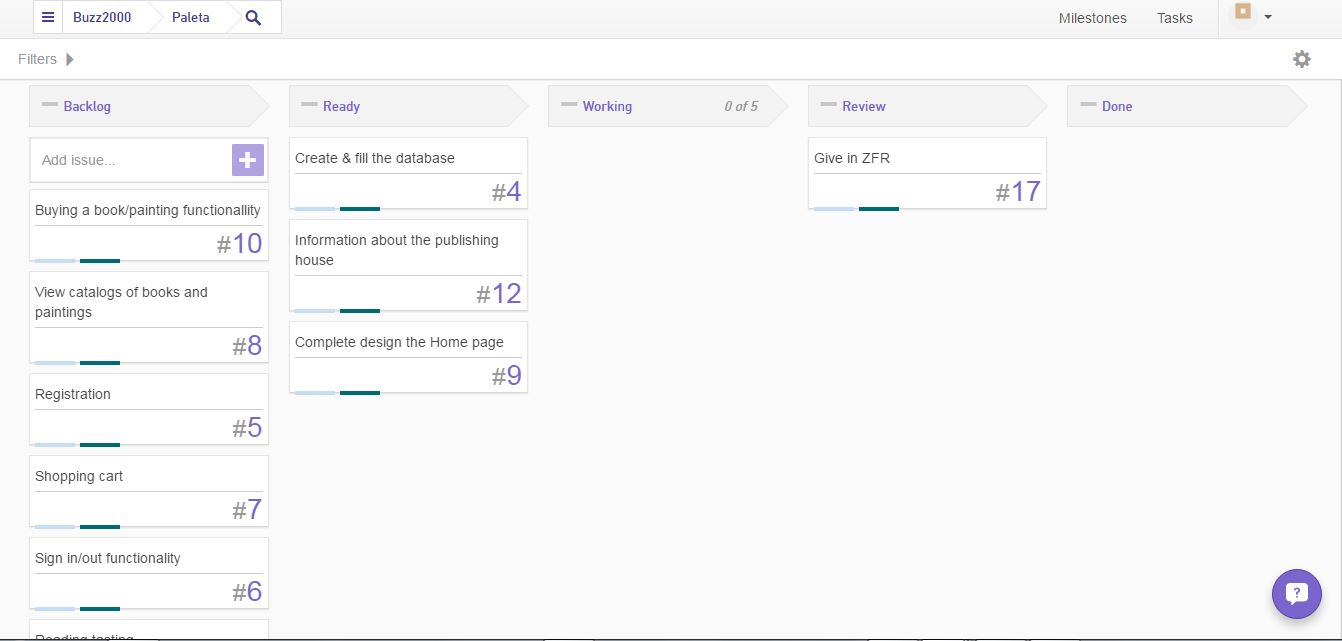 Buzz2000 Paleta Milestones Tasks
Filters
Backlog
Add issue...
Buying a book/painting functionallity
#10
View catalogs of books and
paintings
#8
Registration
#5
Shopping cart
#7
Sign in/out functionality
#6
Ready
Create & fill the database
#4
Information about the publishing
house
#12
Complete design the Home page
#9
Working 0 of 5
Review
Give in ZFR
#17
Done
?